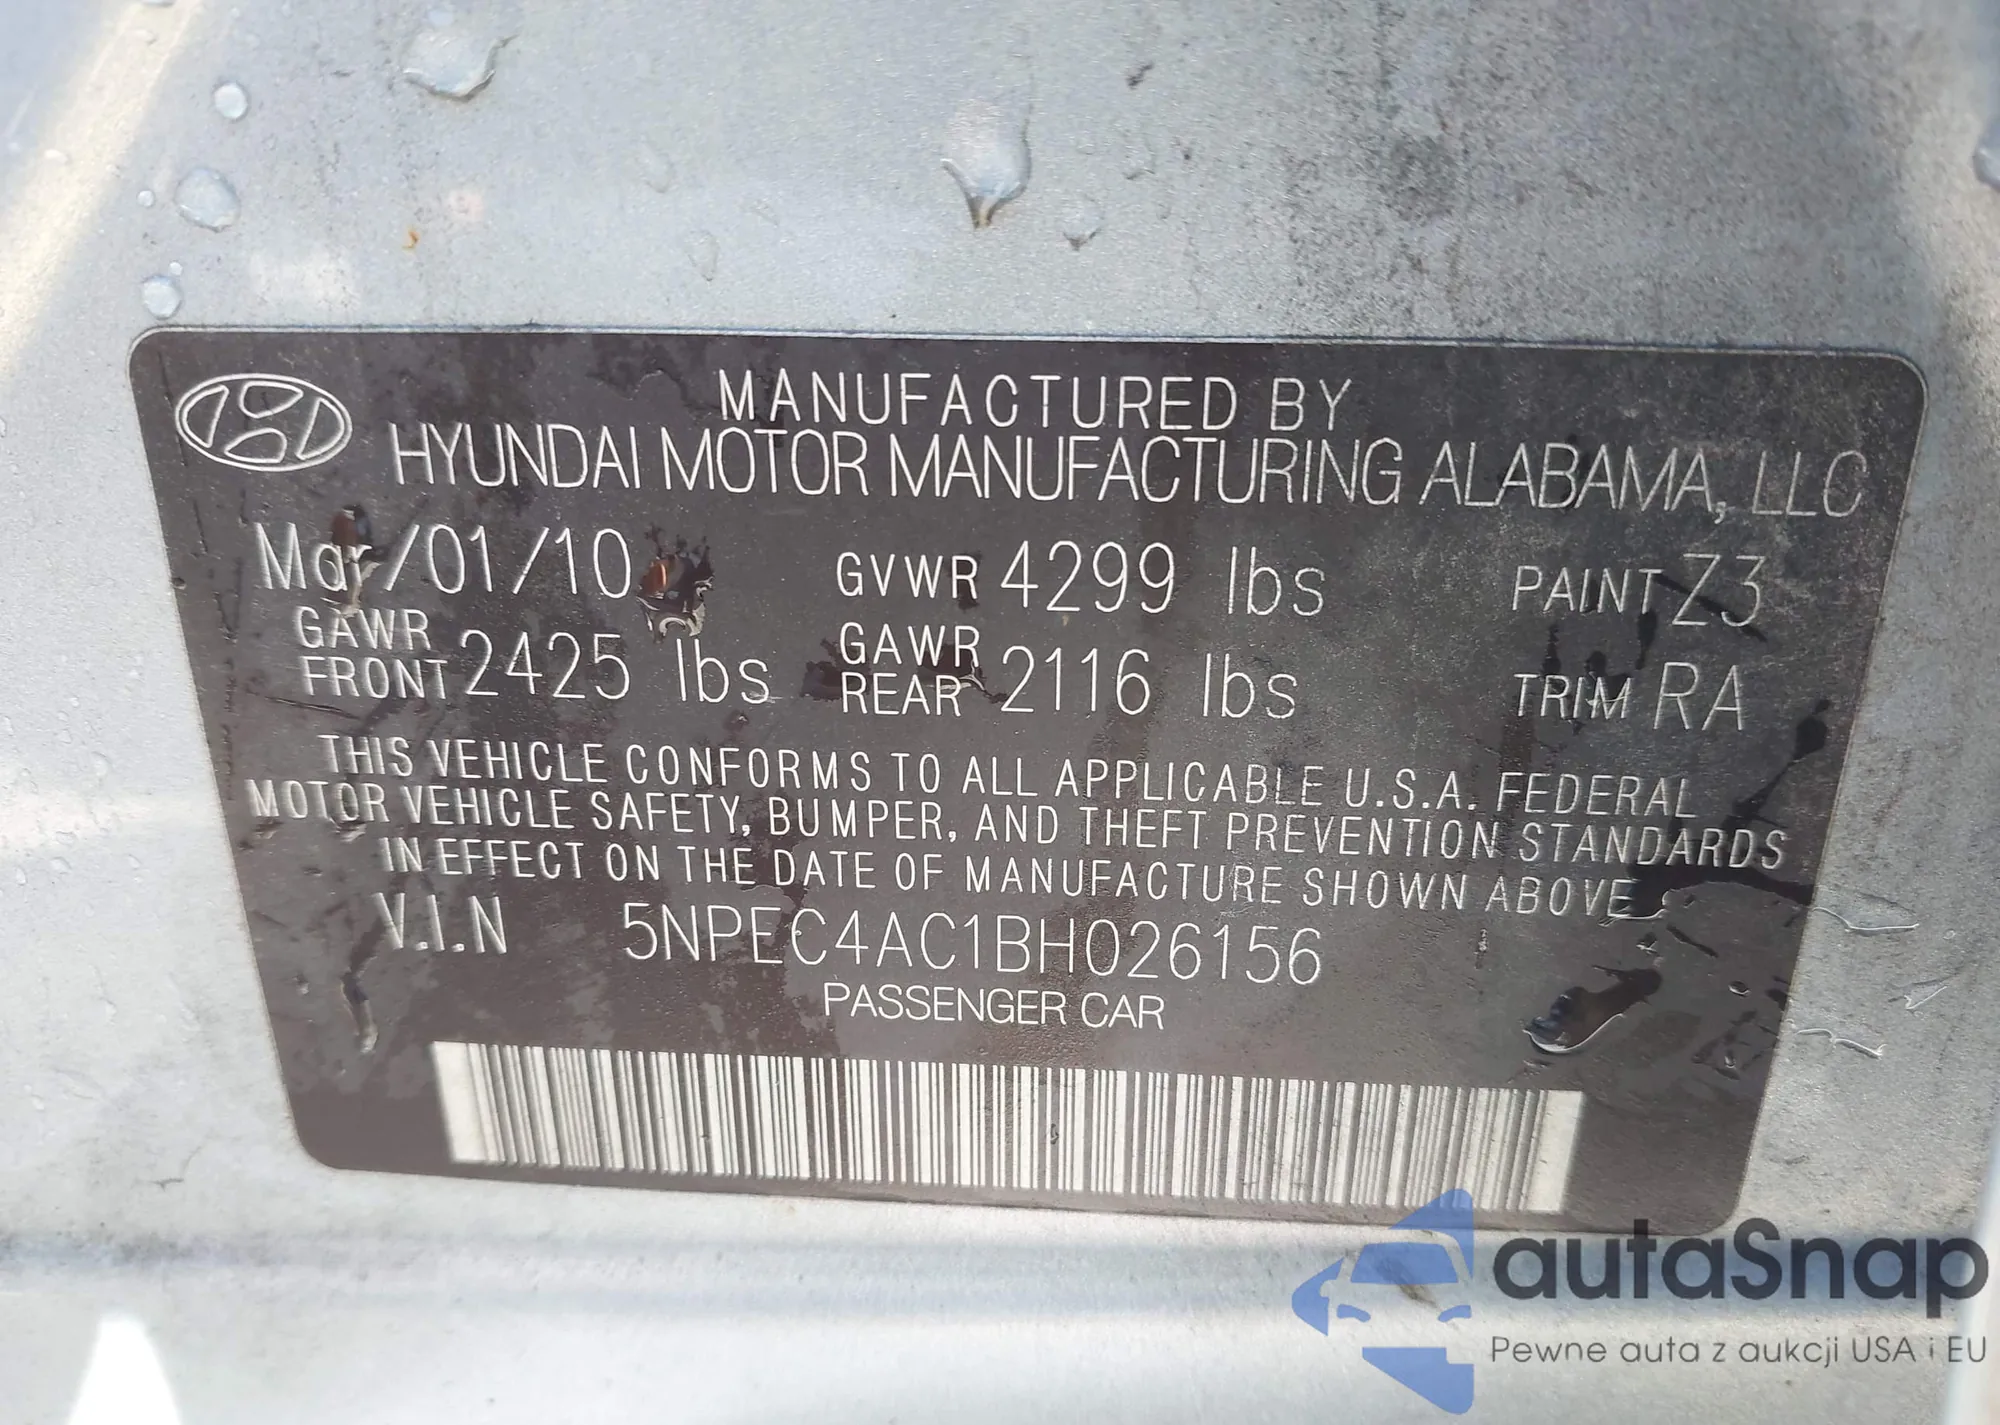 MANUFACTURED BY
HYUNDAI MOTOR MANUFACTURING ALABAMA, LLC
Mar/01/10 GVWR 4299 lbs PAINT Z3
GAWR FRONT 2425 lbs GAWR REAR 2116 lbs TRIM RA
THIS VEHICLE CONFORMS TO ALL APPLICABLE U.S.A. FEDERAL
MOTOR VEHICLE SAFETY, BUMPER, AND THEFT PREVENTION STANDARDS
IN EFFECT ON THE DATE OF MANUFACTURE SHOWN ABOVE
V.I.N 5NPEC4AC1BH026156
PASSENGER CAR
autaSnap
Pewne auta z aukcji USA i EU